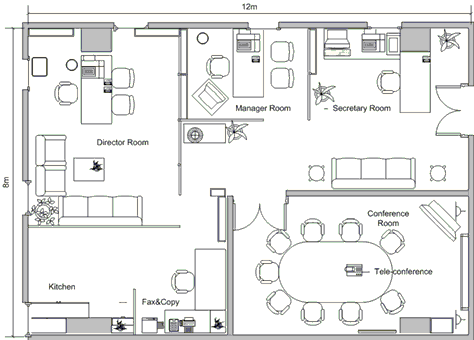 12m
8m
Manager Room
Secretary Room
Director Room
Conference
Room
Tele-conference
Kitchen
Fax&Copy